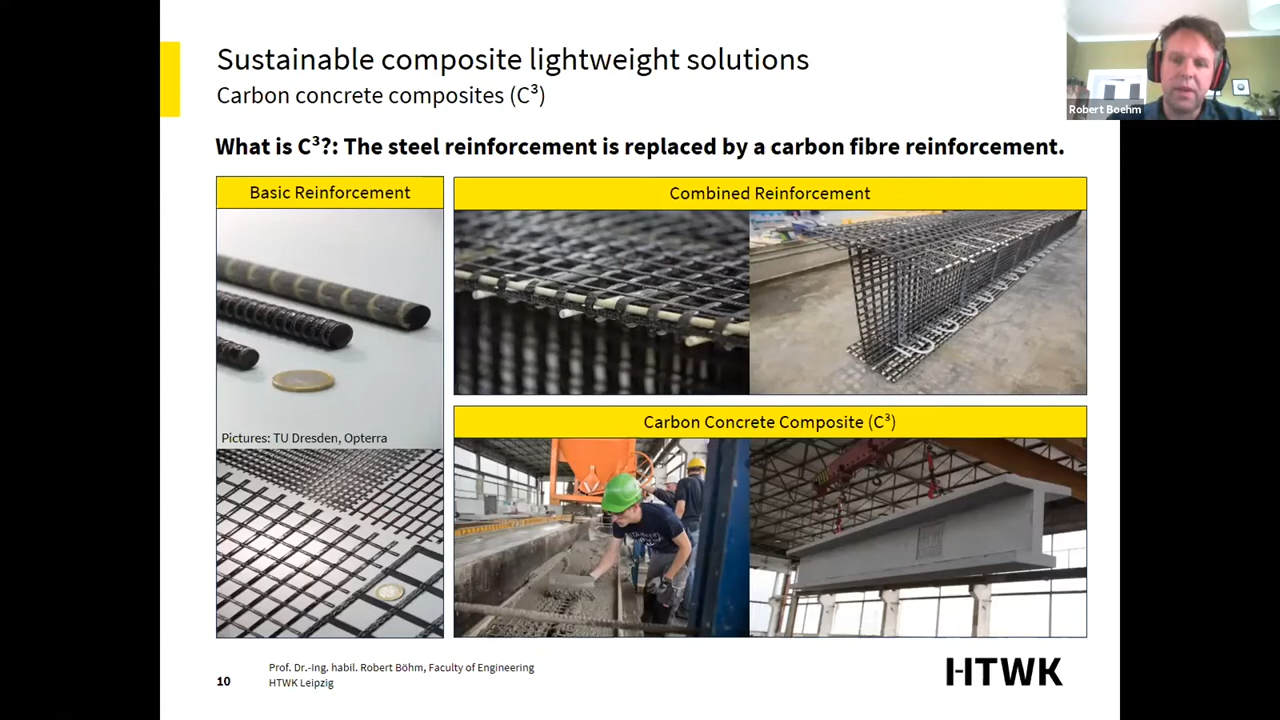 Sustainable composite lightweight solutions
Carbon concrete composites (C³)
Robert Boehm
What is C³?: The steel reinforcement is replaced by a carbon fibre reinforcement.
Basic Reinforcement
Combined Reinforcement
Pictures: TU Dresden, Opterra
Carbon Concrete Composite (C³)
Prof. Dr.-Ing. habil. Robert Böhm, Faculty of Engineering
10
HTWK Leipzig
HTWK